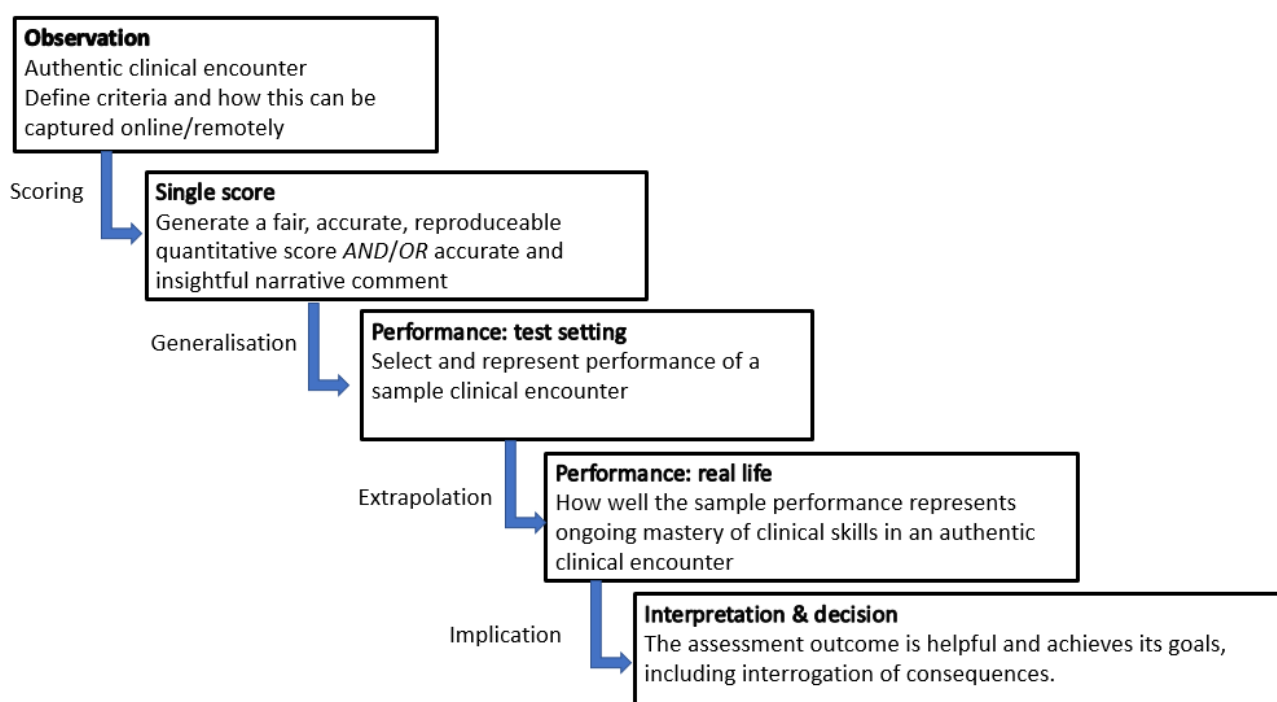 Observation
Authentic clinical encounter
Define criteria and how this can be
captured online/remotely
Scoring
Single score
Generate a fair, accurate, reproduceable
quantitative score AND/OR accurate and
insightful narrative comment
Generalisation
Performance: test setting
Select and represent performance of a
sample clinical encounter
Extrapolation
Performance: real life
How well the sample performance represents
ongoing mastery of clinical skills in an authentic
clinical encounter
Implication
Interpretation & decision
The assessment outcome is helpful and achieves its goals,
including interrogation of consequences.